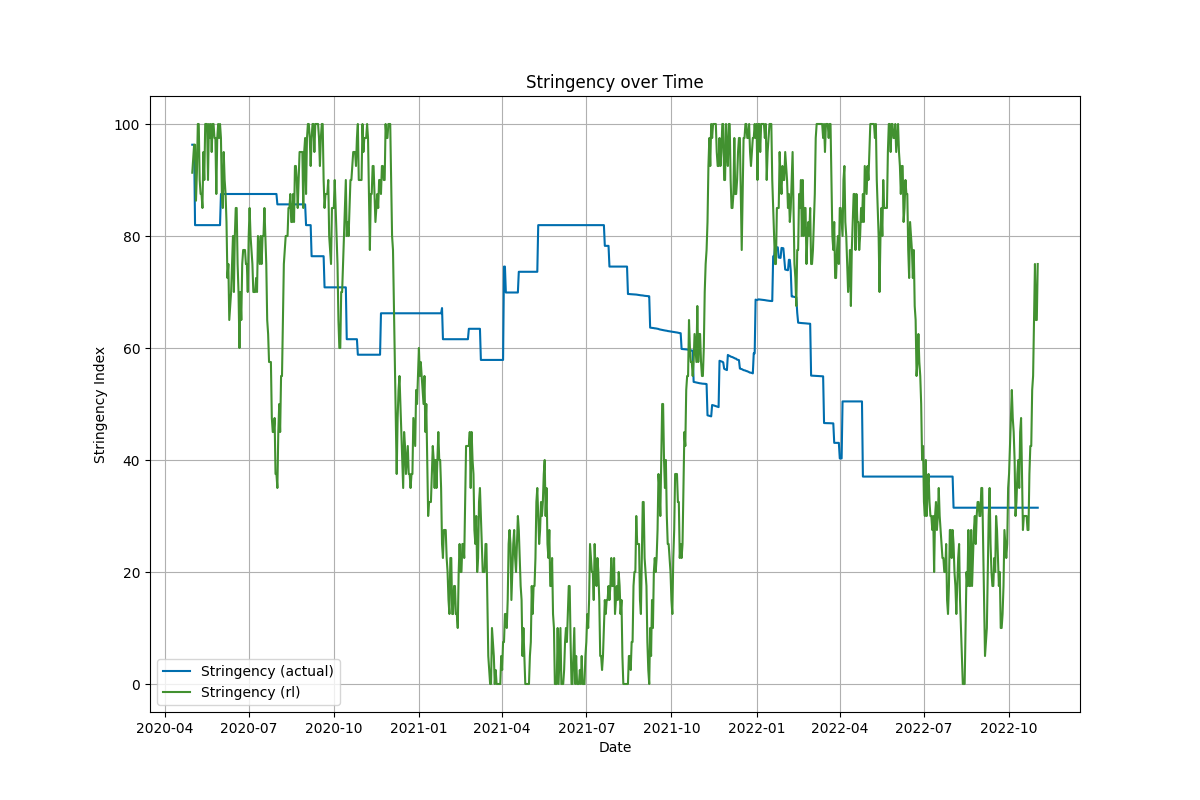 Stringency over Time
Stringency Index
100
80
60
40
20
0
Stringency (actual)
Stringency (rl)
2020-04 2020-07 2020-10 2021-01 2021-04 2021-07 2021-10 2022-01 2022-04 2022-07 2022-10
Date